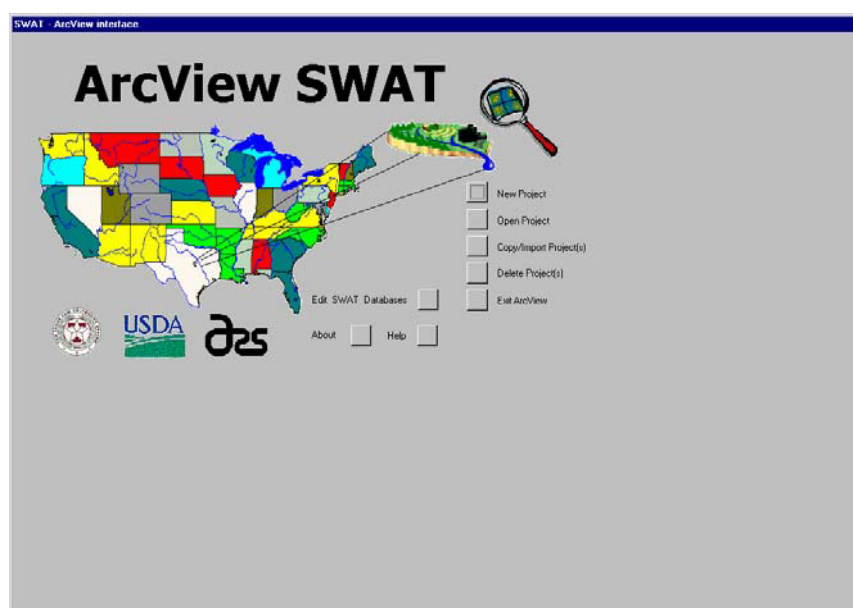 SWAT - ArcView interface
ArcView SWAT
New Project
Open Project
Copy/Import Project(s)
Delete Project(s)
Edit SWAT Databases
Exit ArcView
USDA
ars
About
Help